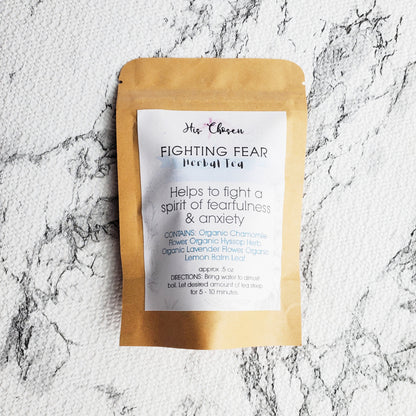 His Chosen
FIGHTING FEAR
Herbal Tea
Helps to fight a
spirit of fearfulness
& anxiety
CONTAINS: Organic Chamomile
Flower, Organic Hyssop Herb,
Organic Lavender Flower, Organic
Lemon Balm Leaf
approx .5 oz
DIRECTIONS: Bring water to almost
boil. Let desired amount of tea steep
for 5 - 10 minutes.